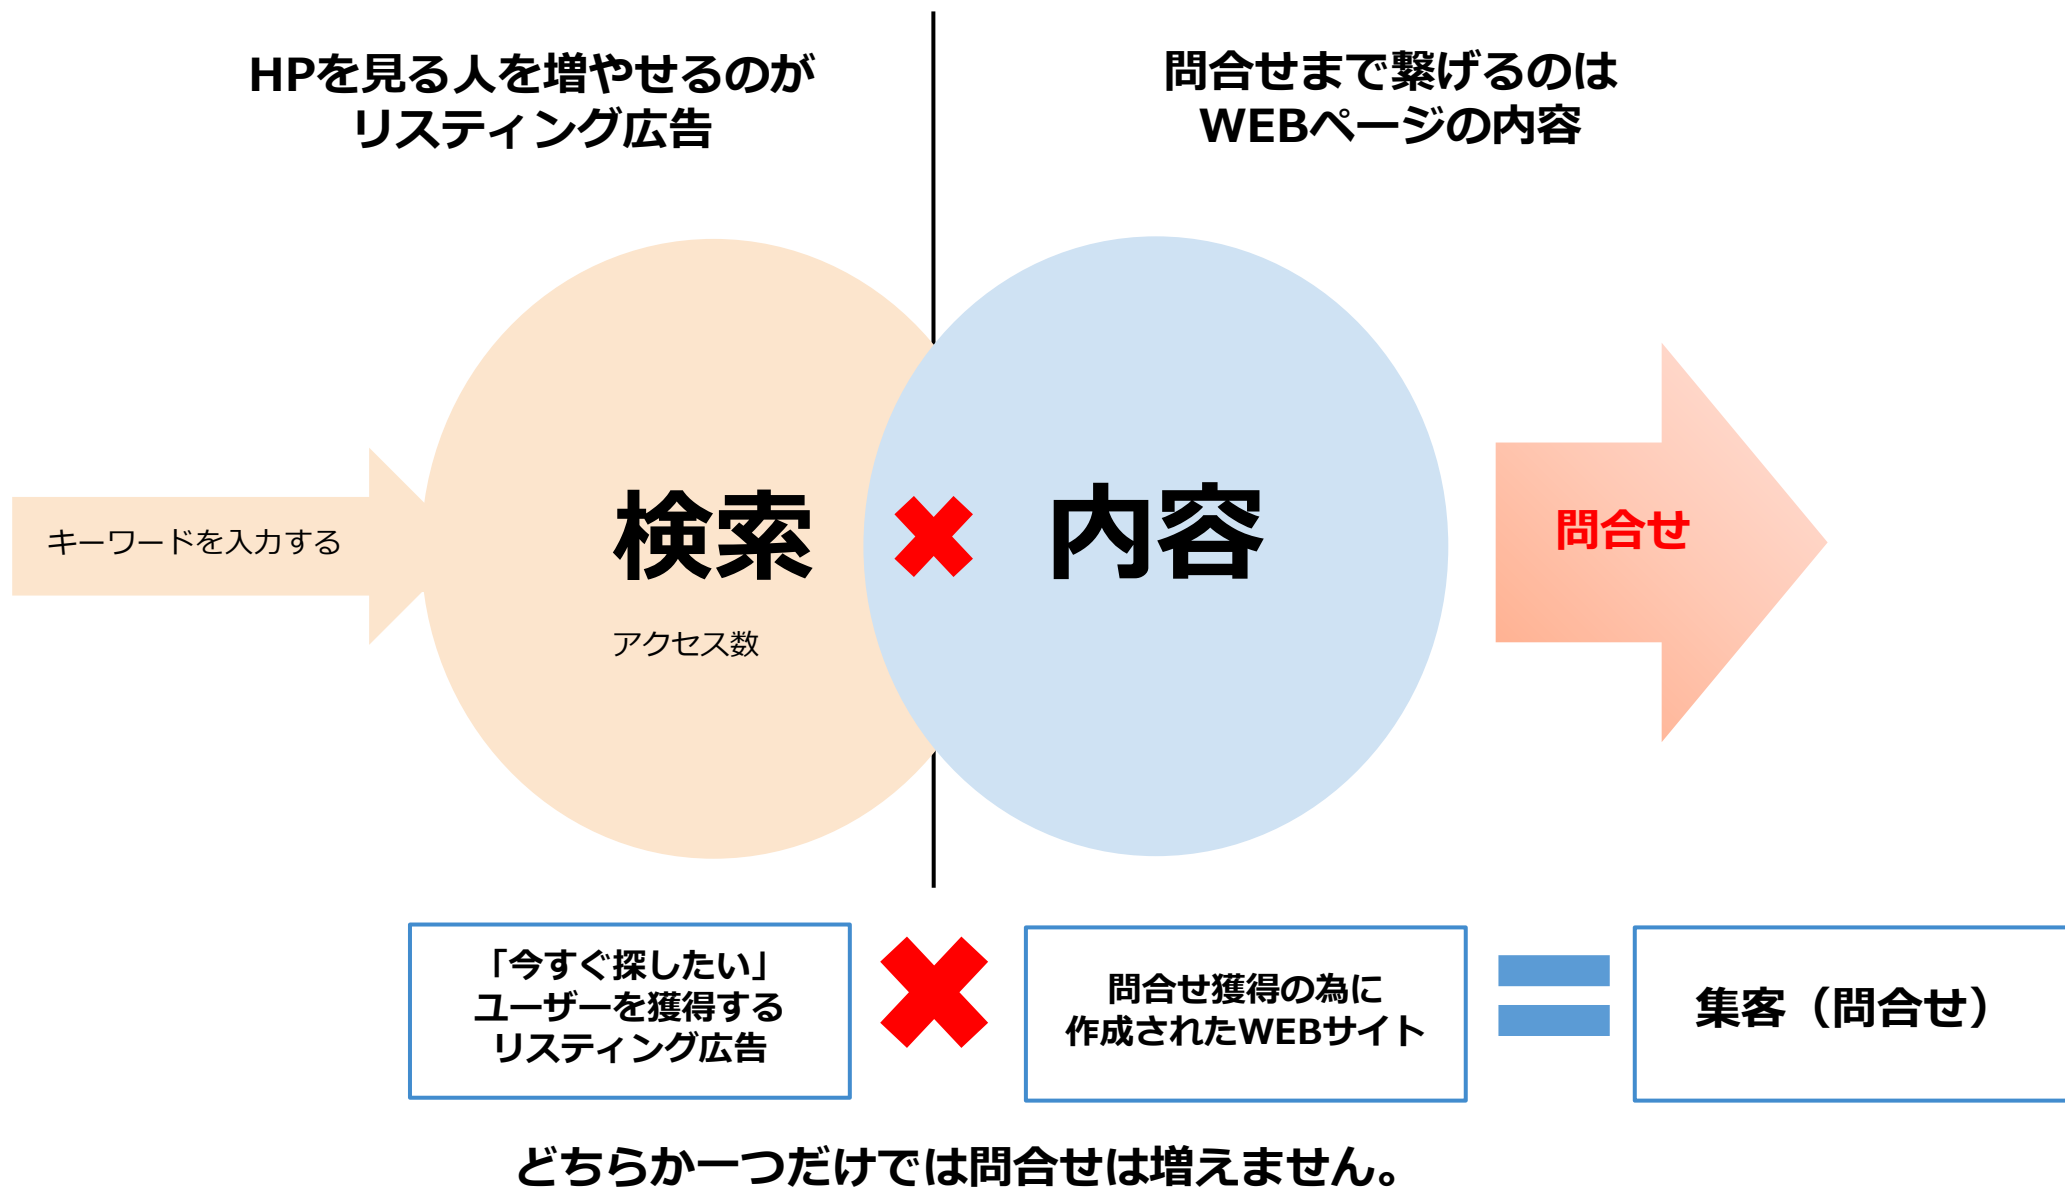 HPを見る人を増やせるのが
リスティング広告
問合せまで繋げるのは
WEBページの内容
キーワードを入力する
検索
アクセス数
内容
問合せ
「今すぐ探したい」
ユーザーを獲得する
リスティング広告
問合せ獲得の為に
作成されたWEBサイト
集客（問合せ）
どちらか一つだけでは問合せは増えません。